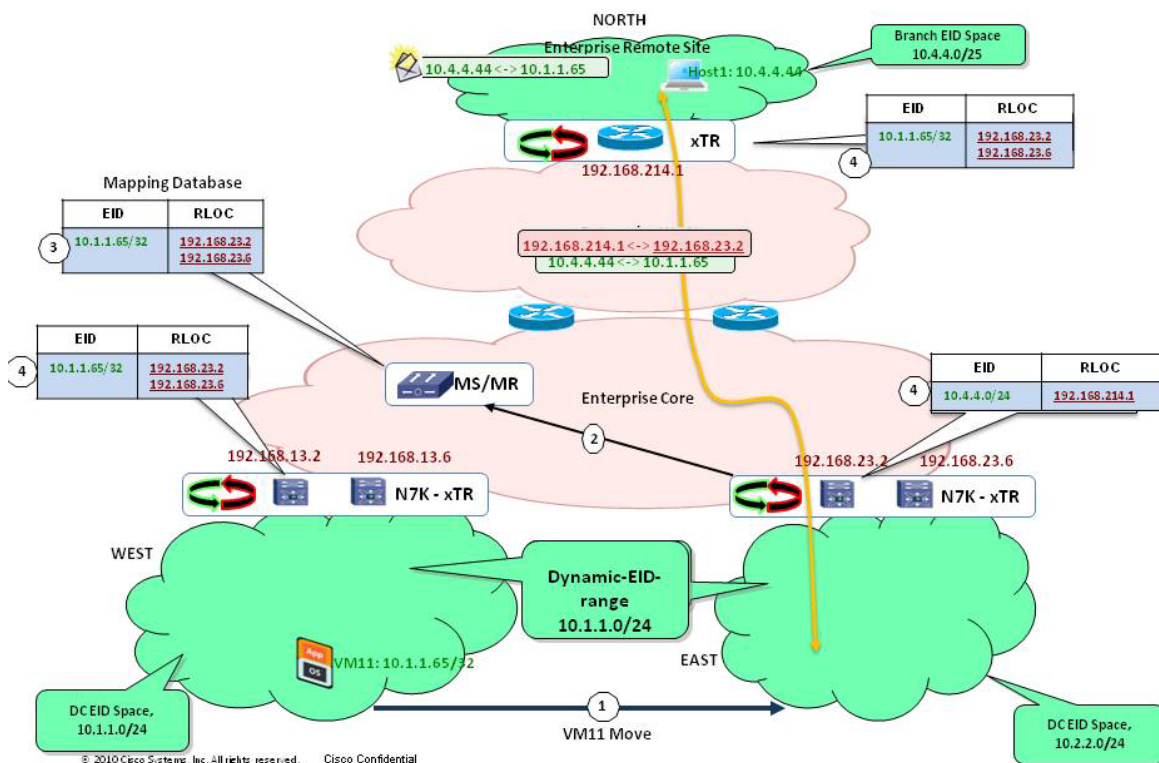 NORTH
Enterprise Remote Site
10.4.4.44 <-> 10.1.1.65
Host1: 10.4.4.44
Branch EID Space
10.4.4.0/25
xTR
192.168.214.1
EID
RLOC
10.1.1.65/32
192.168.23.2
192.168.23.6
4
Mapping Database
EID
RLOC
3
10.1.1.65/32
192.168.23.2
192.168.23.6
192.168.214.1 <-> 192.168.23.2
10.4.4.44 <-> 10.1.1.65
EID
RLOC
4
10.1.1.65/32
192.168.23.2
192.168.23.6
MS/MR
Enterprise Core
2
EID
RLOC
4
10.4.4.0/24
192.168.214.1
192.168.13.2
192.168.13.6
N7K - xTR
192.168.23.2
192.168.23.6
N7K - xTR
WEST
Dynamic-EID-
range
10.1.1.0/24
App
OS
VM11: 10.1.1.65/32
EAST
DC EID Space,
10.1.1.0/24
1
VM11 Move
DC EID Space,
10.2.2.0/24
© 2010 Cisco Systems, Inc. All rights reserved.
Cisco Confidential